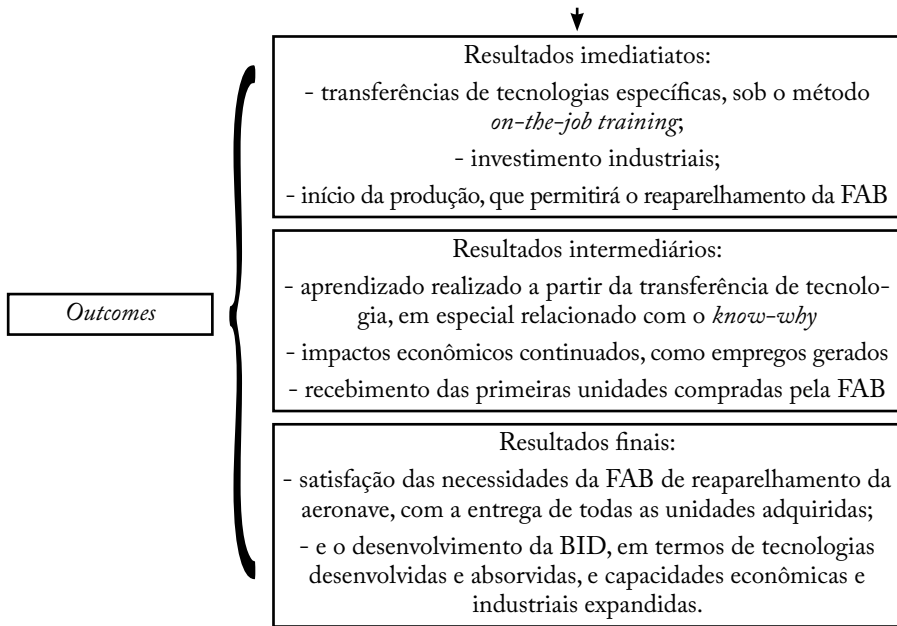 Resultados imediatiatos:
- transferências de tecnologias específicas, sob o método
on-the-job training;
- investimento industriais;
- início da produção, que permitirá o reaparelhamento da FAB
Resultados intermediários:
- aprendizado realizado a partir da transferência de tecnolo-
gia, em especial relacionado com o know-why
- impactos econômicos continuados, como empregos gerados
- recebimento das primeiras unidades compradas pela FAB
Outcomes
Resultados finais:
- satisfação das necessidades da FAB de reaparelhamento da
aeronave, com a entrega de todas as unidades adquiridas;
- e o desenvolvimento da BID, em termos de tecnologias
desenvolvidas e absorvidas, e capacidades econômicas e
industriais expandidas.